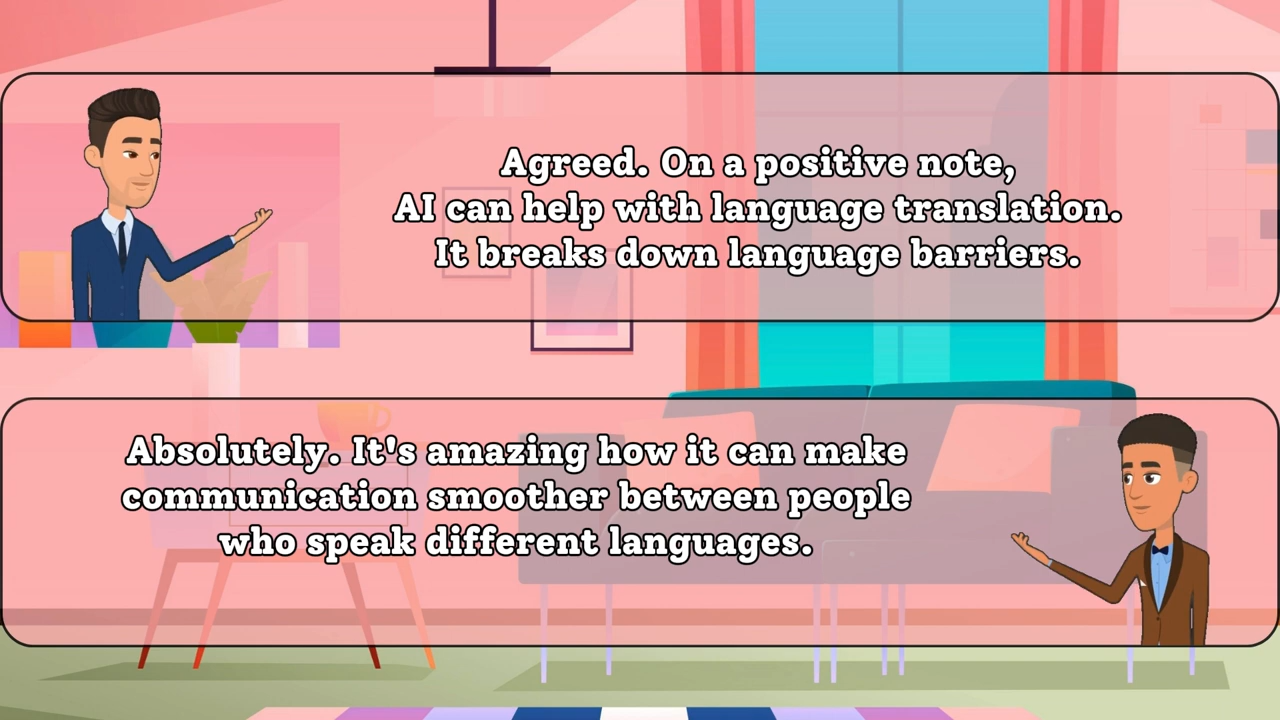 Agreed. On a positive note,
AI can help with language translation.
It breaks down language barriers.
Absolutely. It's amazing how it can make
communication smoother between people
who speak different languages.